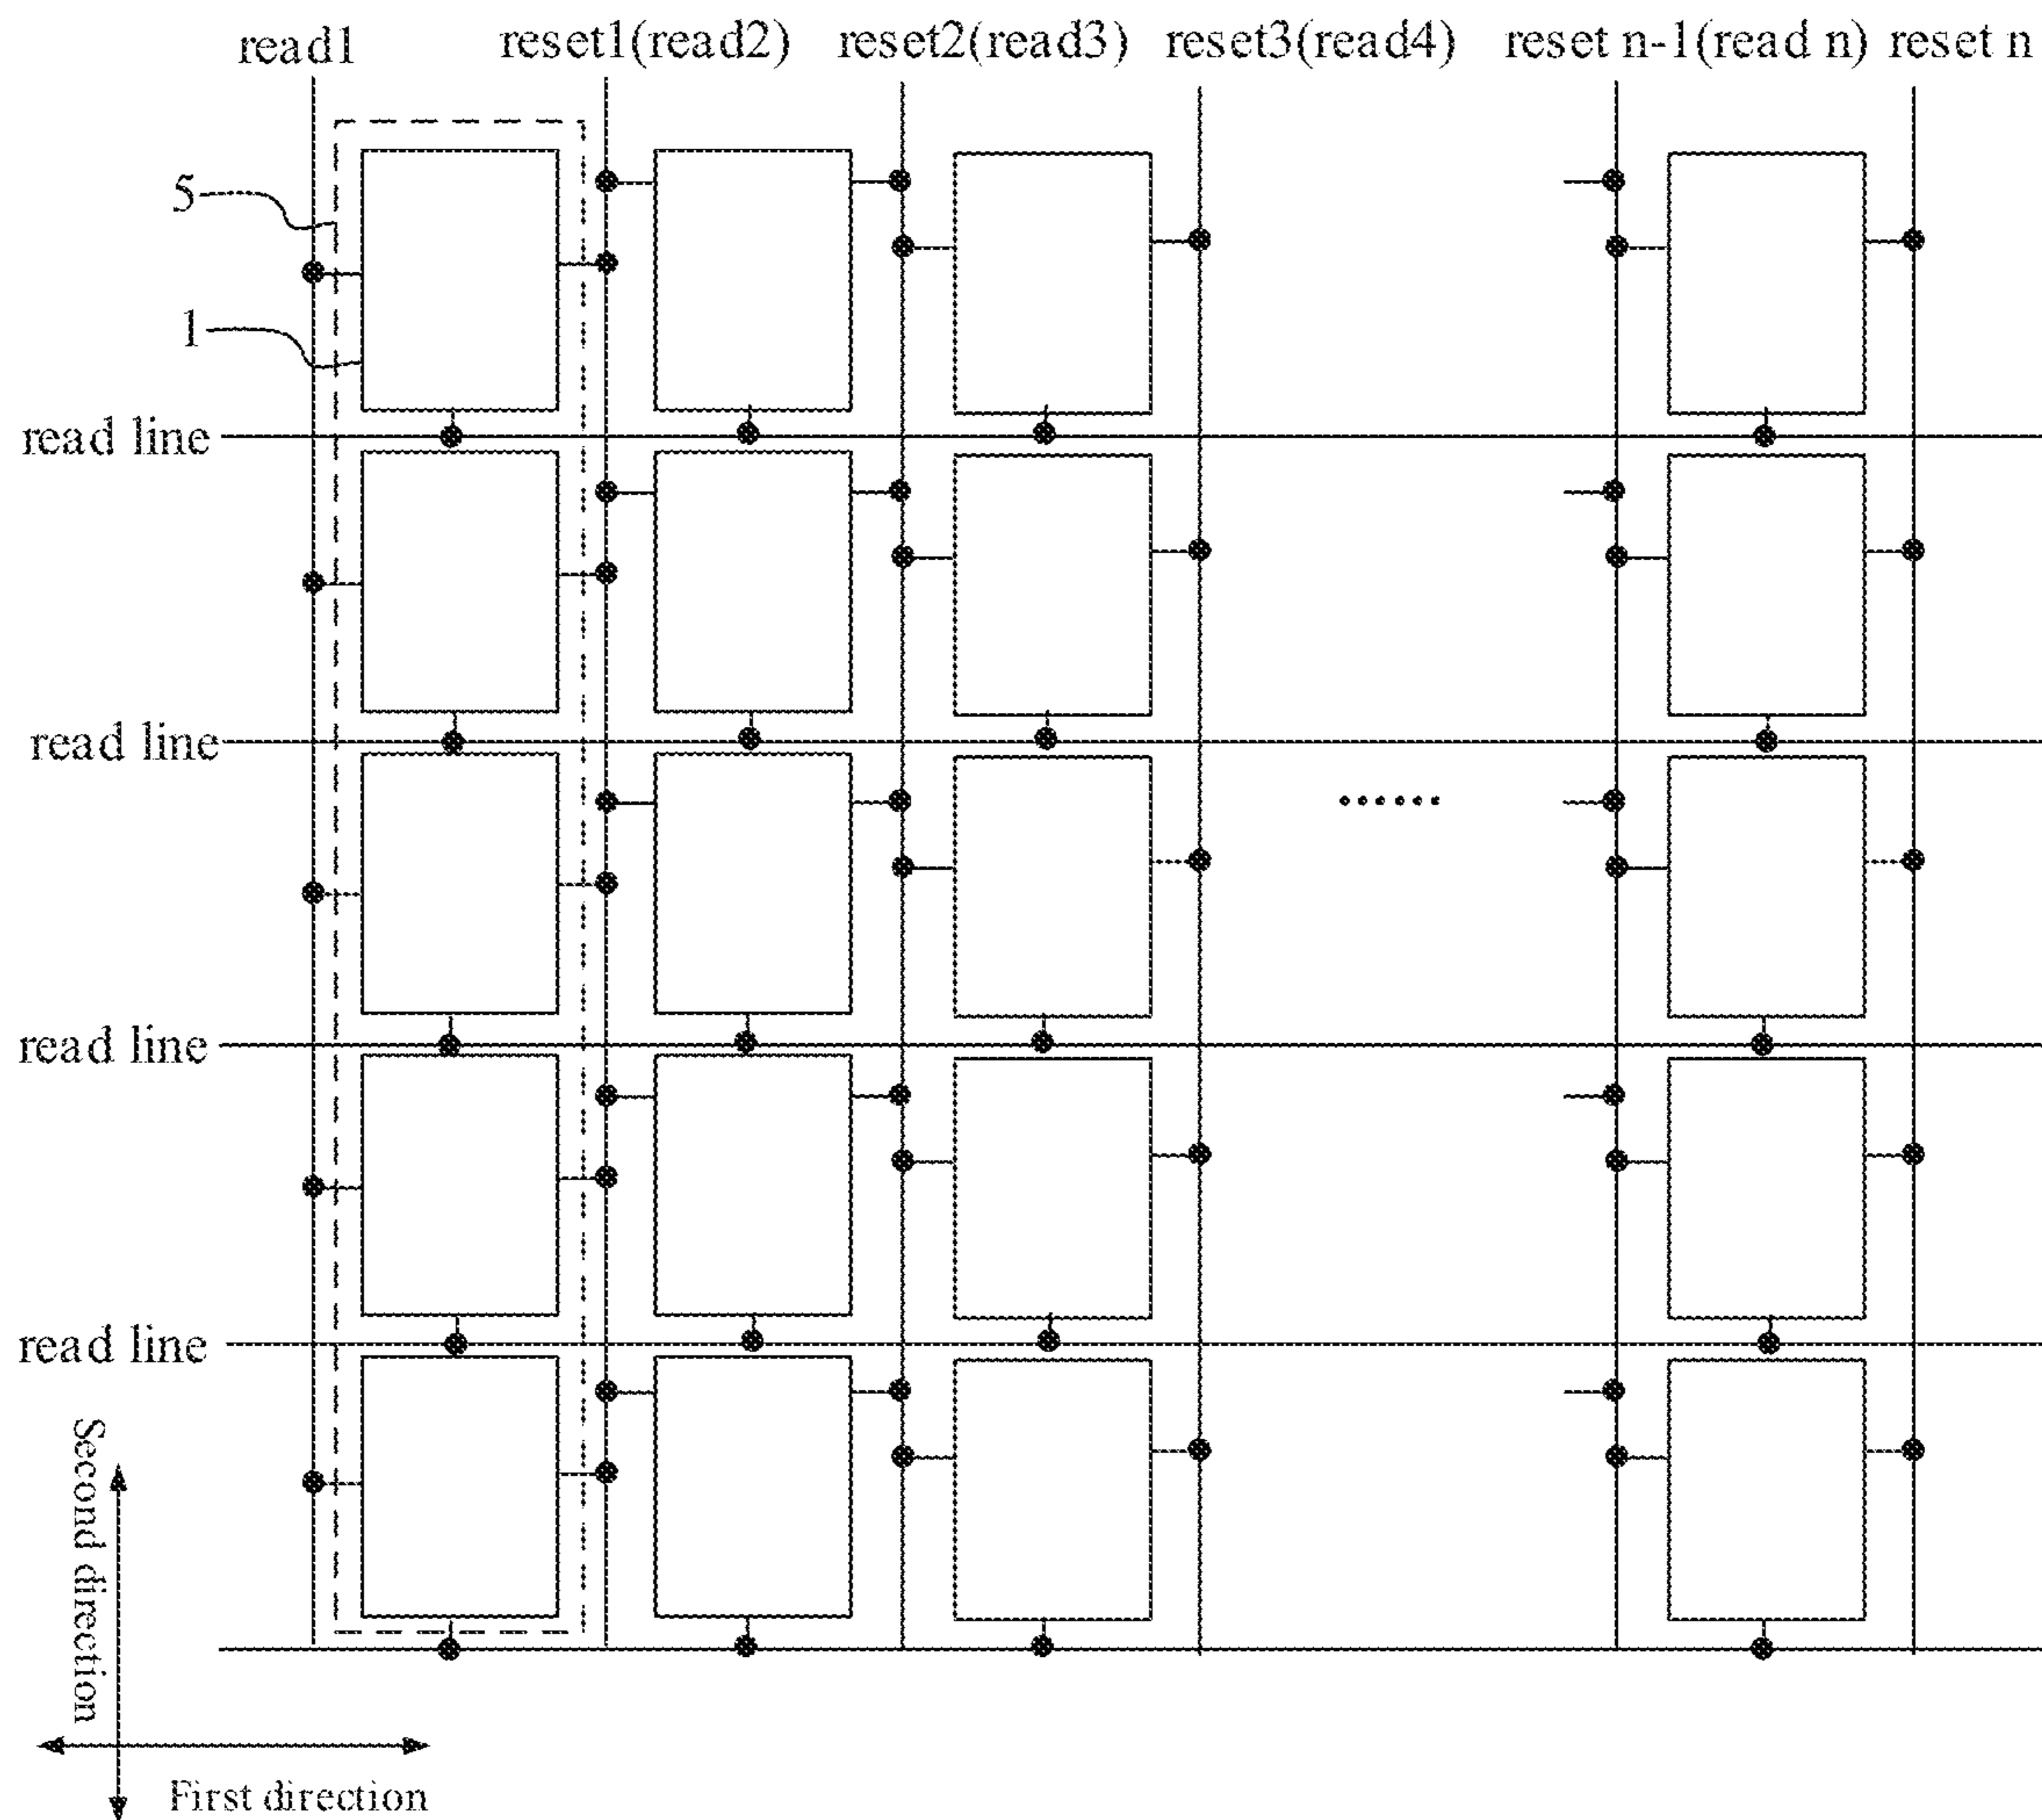 read1 reset1(read2) reset2(read3) reset3(read4) reset n-1(read n) reset n
5
1
read line
read line
read line
read line
Second direction
First direction